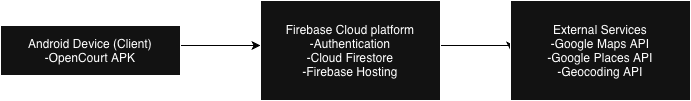 Android Device (Client)
-OpenCourt APK
Firebase Cloud platform
-Authentication
-Cloud Firestore
-Firebase Hosting
External Services
-Google Maps API
-Google Places API
-Geocoding API